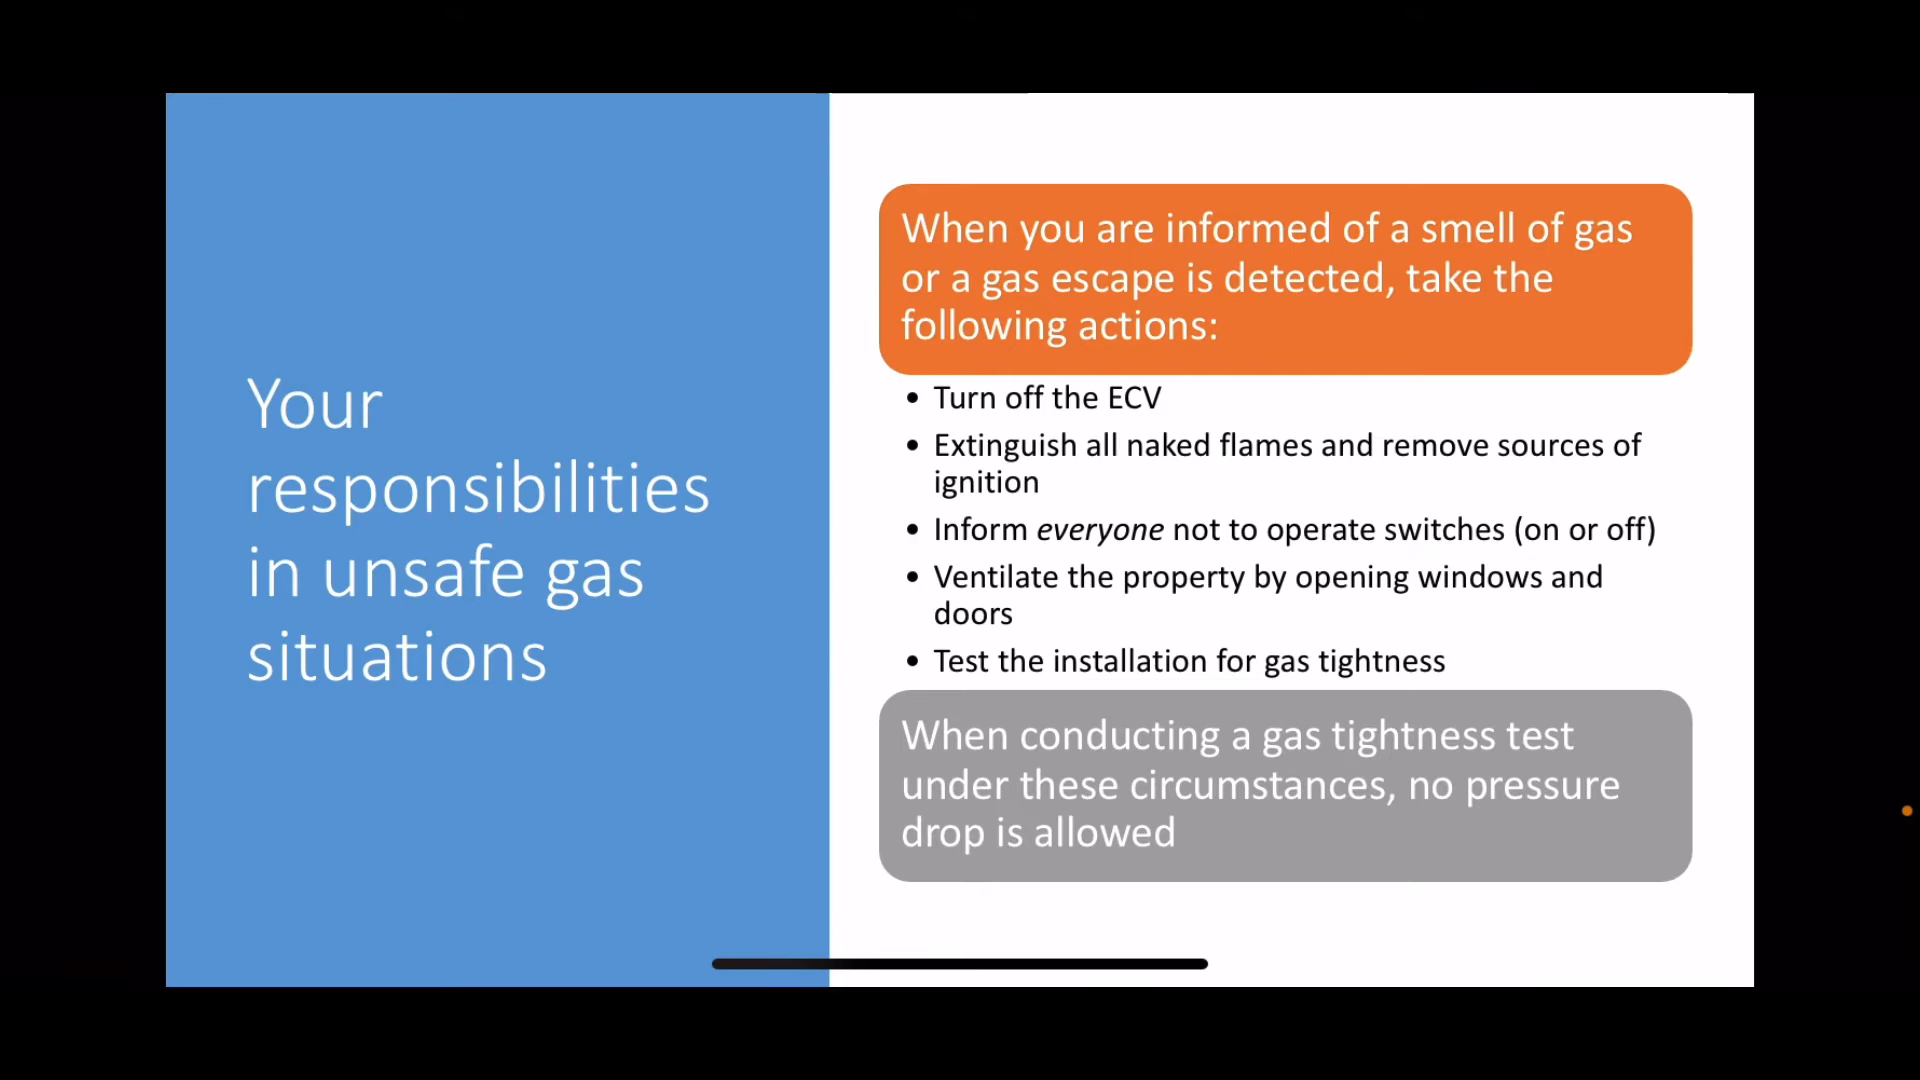 Your
responsibilities
in unsafe gas
situations
When you are informed of a smell of gas
or a gas escape is detected, take the
following actions:
• Turn off the ECV
• Extinguish all naked flames and remove sources of
ignition
• Inform everyone not to operate switches (on or off)
• Ventilate the property by opening windows and
doors
• Test the installation for gas tightness
When conducting a gas tightness test
under these circumstances, no pressure
drop is allowed